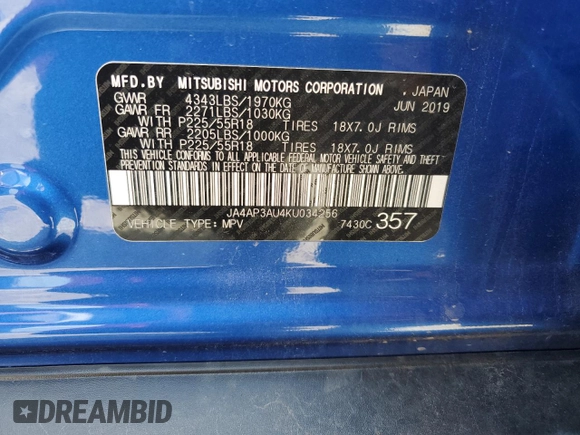 MFD.BY MITSUBISHI MOTORS CORPORATION , JAPAN
GVWR 4343LBS/1970KG JUN 2019
GAWR FR 2271LBS/1030KG
WITH P225/55R18 TIRES 18X7.0J RIMS
GAWR RR 2205LBS/1000KG
WITH P225/55R18 TIRES 18X7.0J RIMS
THIS VEHICLE CONFORMS TO ALL APPLICABLE FEDERAL MOTOR VEHICLE SAFETY AND THEFT
PREVENTION STANDARDS IN EFFECT ON THE DATE OF MANUFACTURE SHOWN ABOVE.
JA4AP3AU4KU034256
VEHICLE TYPE: MPV 7430C 357
DREAMBID